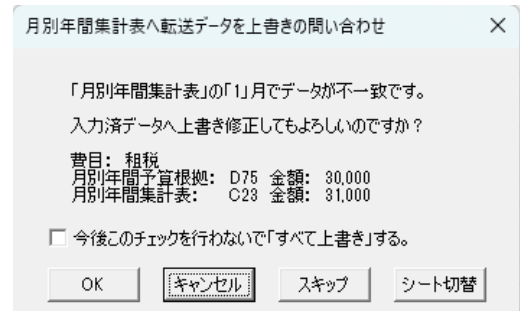 月別年間集計表へ転送データを上書きの問い合わせ
「月別年間集計表」の「1」月でデータが不一致です。
入力済データへ上書き修正してもよろしいのですか？
費目： 租税
月別年間予算根拠： D75 金額： 30,000
月別年間集計表： C23 金額： 31,000
今後このチェックを行わないで「すべて上書き」する。
OK キャンセル スキップ シート切替